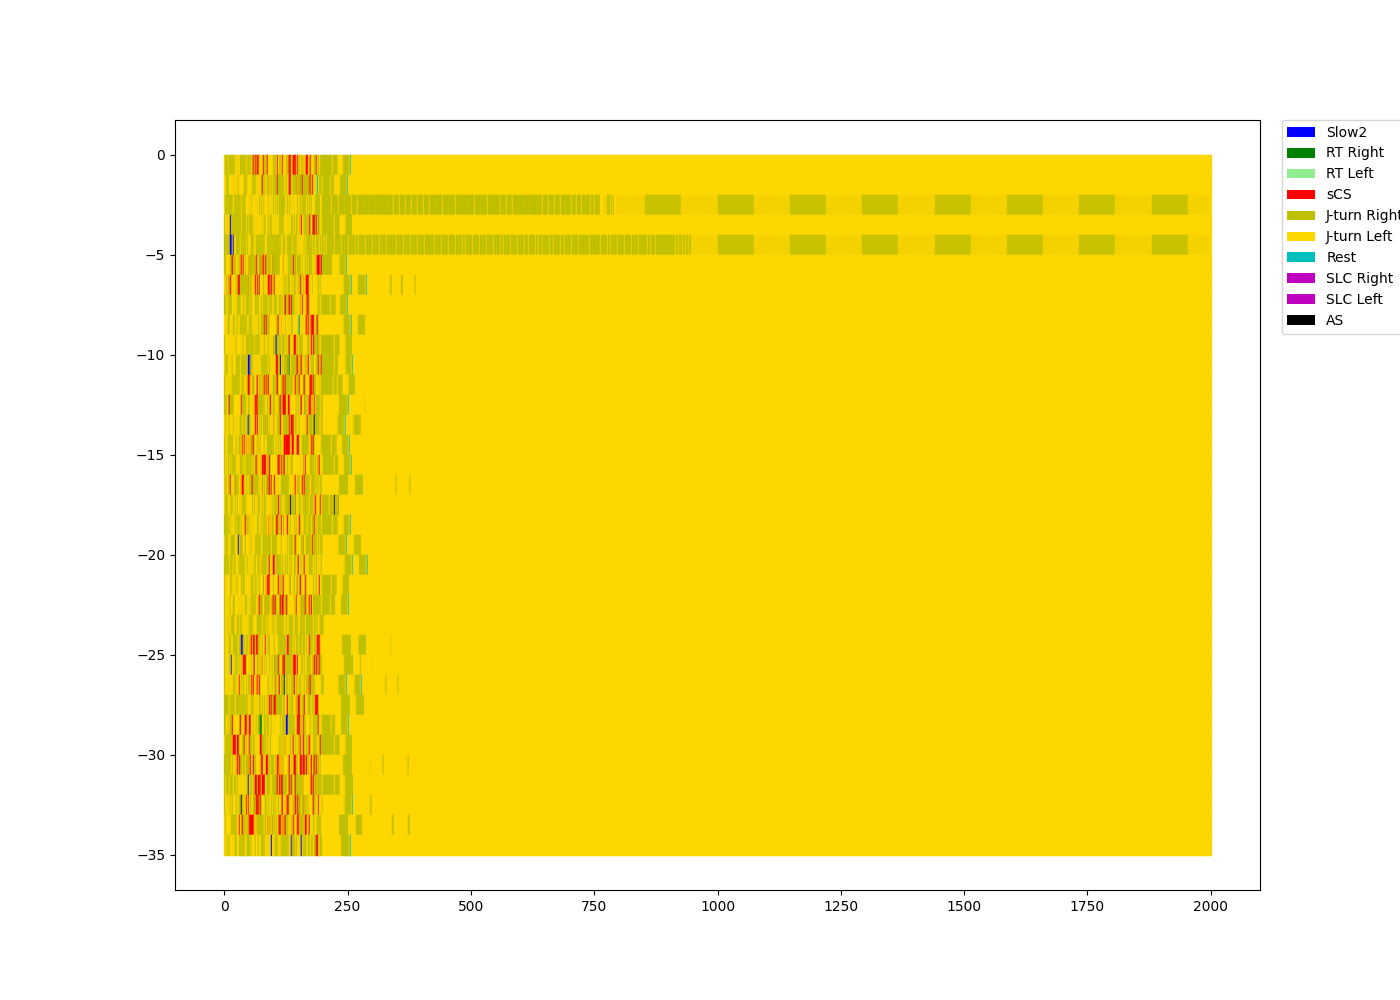 0
−5
−10
−15
−20
−25
−30
−35
0 250 500 750 1000 1250 1500 1750 2000
Slow2
RT Right
RT Left
sCS
J-turn Right
J-turn Left
Rest
SLC Right
SLC Left
AS